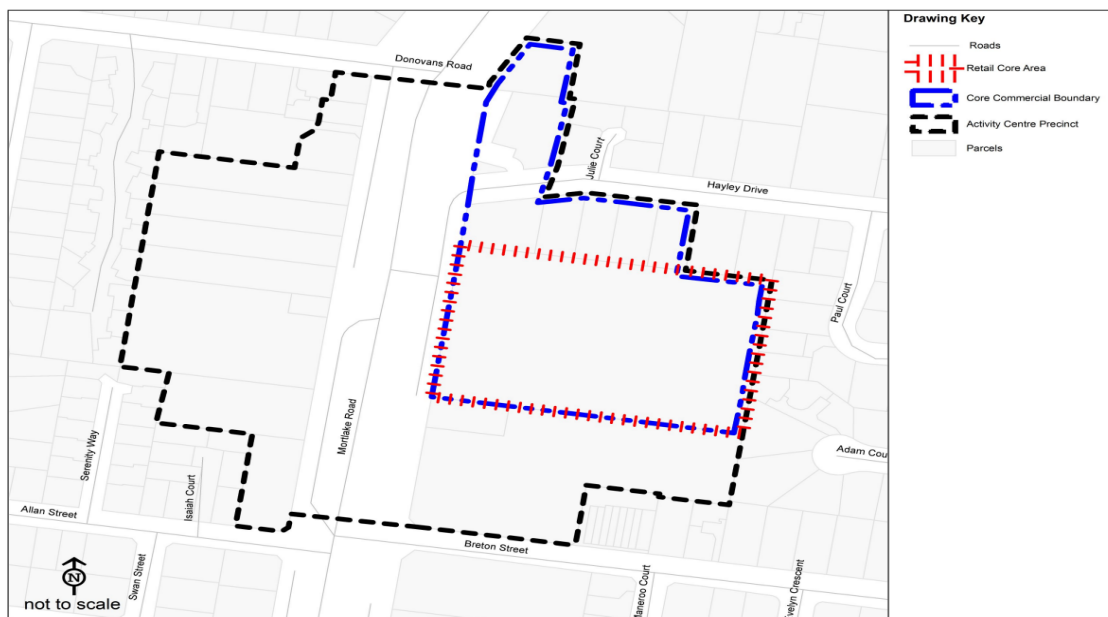 Drawing Key
Roads
Retail Core Area
Core Commercial Boundary
Activity Centre Precinct
Parcels
Donovans Road
Julie Court
Hayley Drive
Paul Court
Mortlake Road
Serenity Way
Isaiah Court
Adam Cou
Allan Street
Breton Street
Swan Street
Maneroo Court
velyn Crescent
N
not to scale